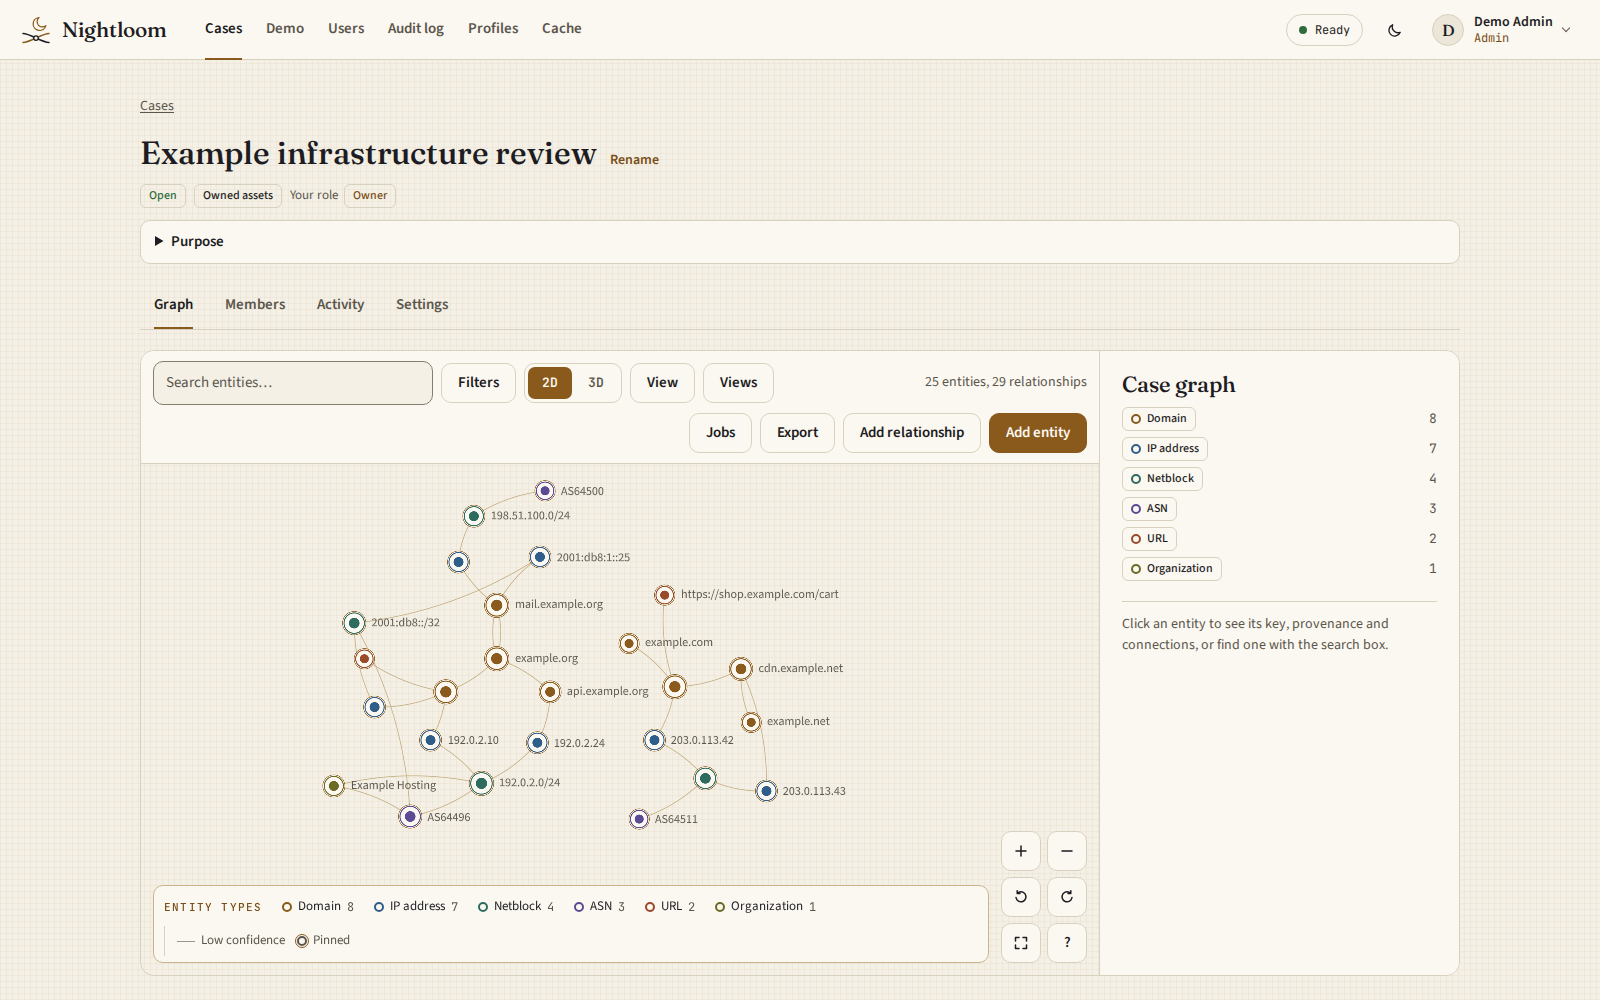 Nightloom
Cases
Demo
Users
Audit log
Profiles
Cache
Ready
D
Demo Admin
Admin
Cases
Example infrastructure review
Rename
Open
Owned assets
Your role
Owner
Purpose
Graph
Members
Activity
Settings
Search entities...
Filters
2D
3D
View
Views
25 entities, 29 relationships
Jobs
Export
Add relationship
Add entity
AS64500
198.51.100.0/24
2001:db8:1::25
https://shop.example.com/cart
mail.example.org
2001:db8::/32
example.com
example.org
cdn.example.net
api.example.org
example.net
192.0.2.10
192.0.2.24
203.0.113.42
192.0.2.0/24
Example Hosting
203.0.113.43
AS64496
AS64511
ENTITY TYPES
Domain 8
IP address 7
Netblock 4
ASN 3
URL 2
Organization 1
Low confidence
Pinned
?
Case graph
Domain 8
IP address 7
Netblock 4
ASN 3
URL 2
Organization 1
Click an entity to see its key, provenance and
connections, or find one with the search box.